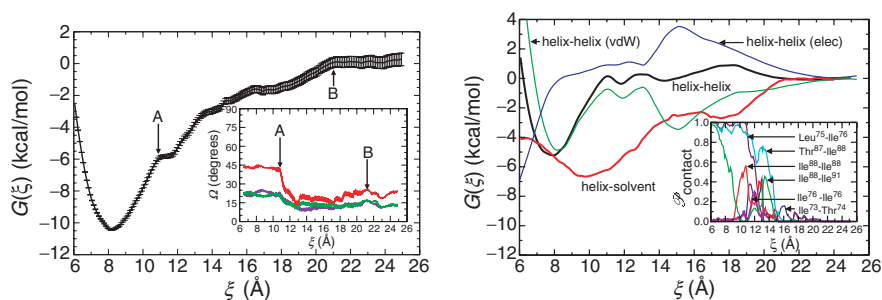 2
0
−2
−4
−6
−8
−10
−12
G(ξ) (kcal/mol)
A
B
90
75
60
45
30
15
0
Ω (degrees)
A
B
6 8 10 12 14 16 18 20 22 24 26
ξ (Å)
6 8 10 12 14 16 18 20 22 24 26
ξ (Å)
4
2
0
−2
−4
−6
−8
−10
−12
G(ξ) (kcal/mol)
helix-helix (vdW)
helix-helix (elec)
helix-helix
helix-solvent
1.0
0.8
0.6
0.4
0.2
0.0
𝒫 contact
Leu75-Ile76
Thr87-Ile88
Ile88-Ile88
Ile88-Ile91
Ile76-Ile76
Ile73-Thr74
6 8 10 12 14 16 18 20 22 24 26
ξ (Å)
6 8 10 12 14 16 18 20 22 24 26
ξ (Å)